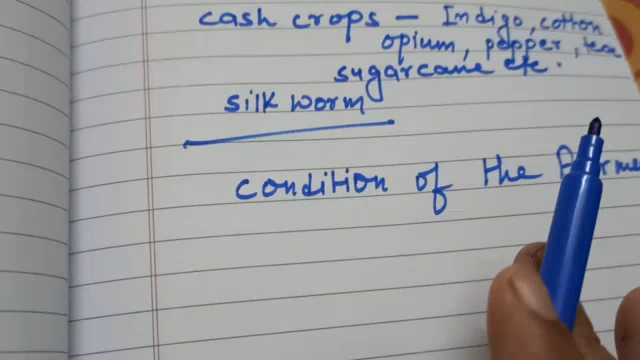 cash crops - Indigo, cotton
opium, pepper, tea
sugarcane etc.
silk worm
condition of the